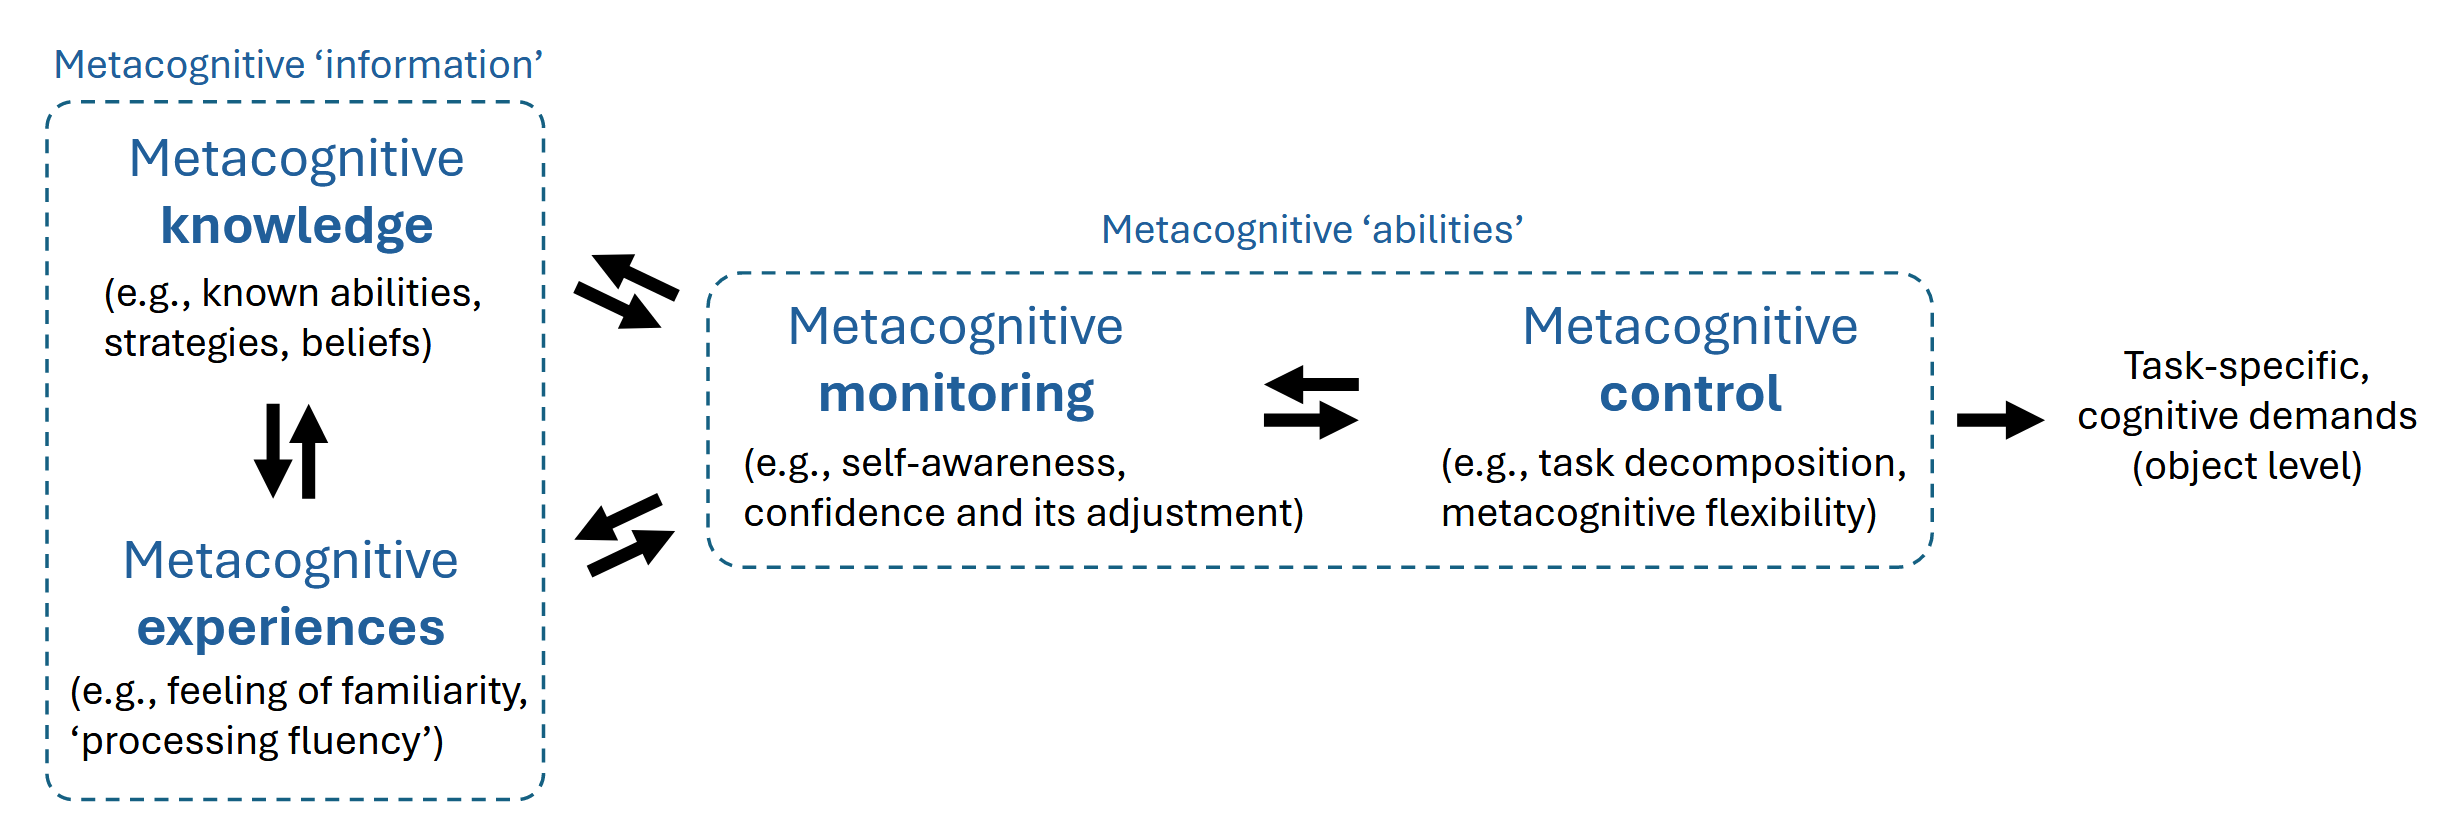 Metacognitive ‘information’
Metacognitive
knowledge
(e.g., known abilities,
strategies, beliefs)
Metacognitive
experiences
(e.g., feeling of familiarity,
‘processing fluency’)
Metacognitive ‘abilities’
Metacognitive
monitoring
(e.g., self-awareness,
confidence and its adjustment)
Metacognitive
control
(e.g., task decomposition,
metacognitive flexibility)
Task-specific,
cognitive demands
(object level)